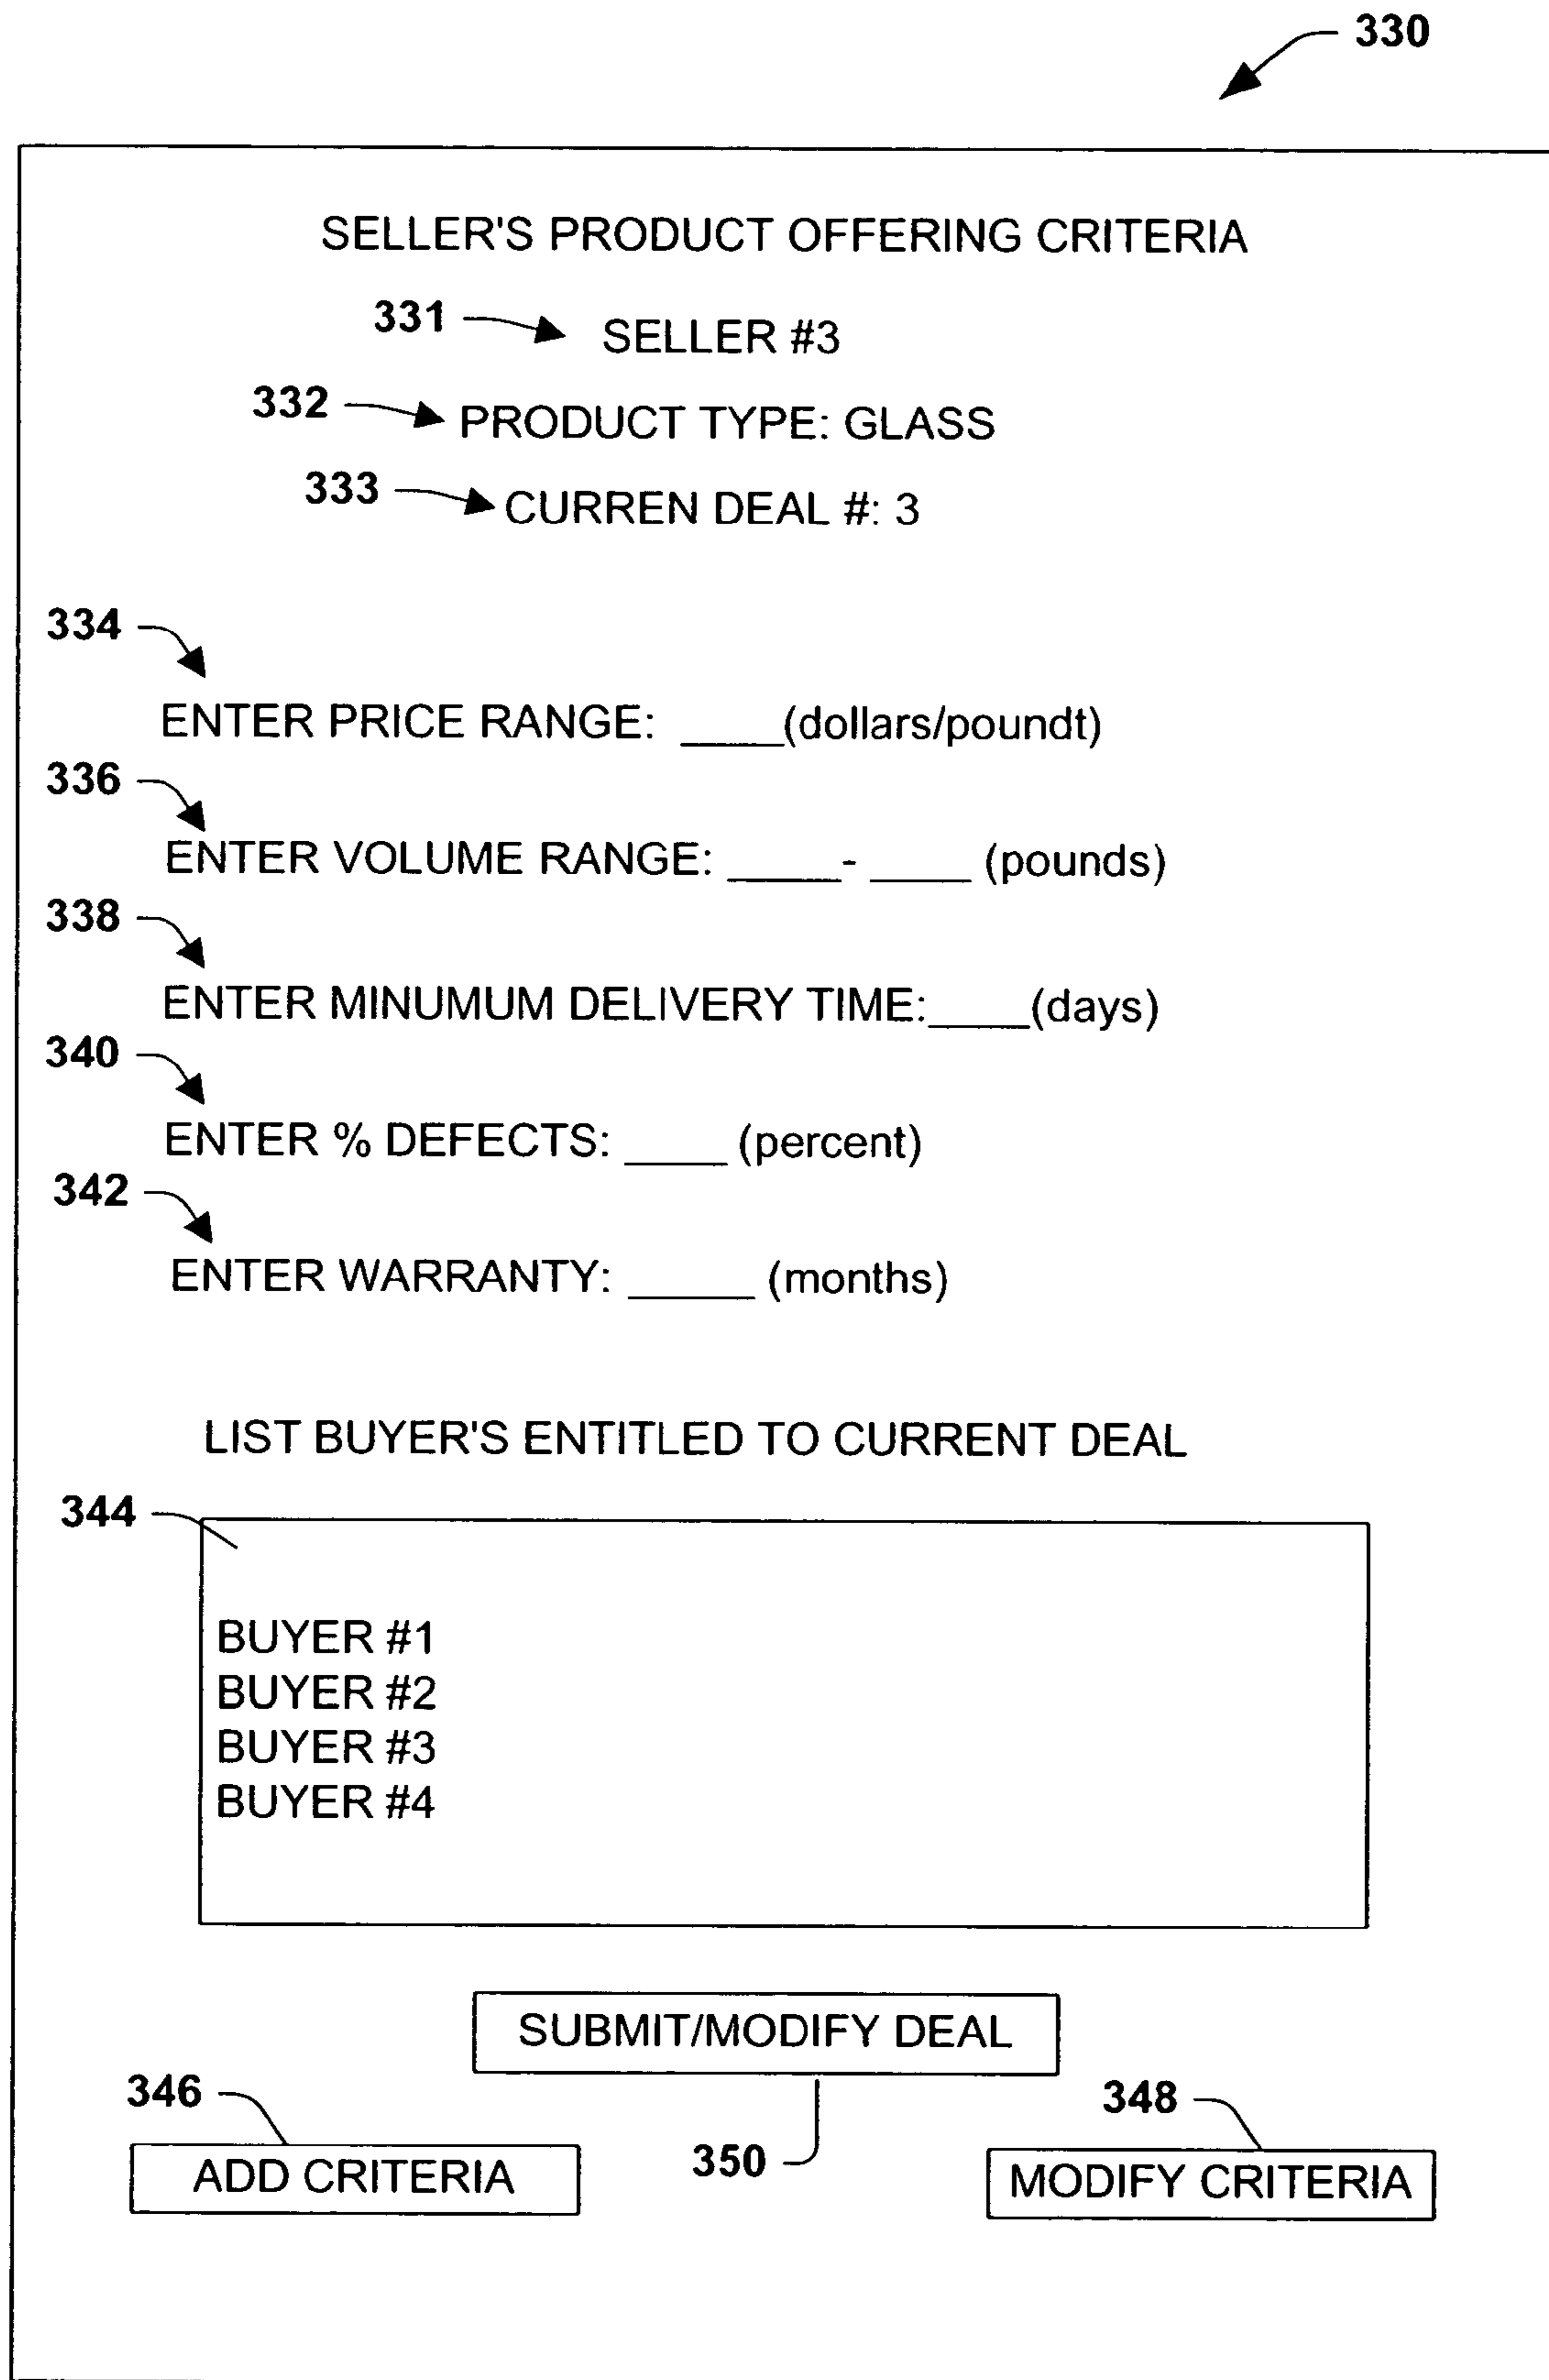 330
SELLER'S PRODUCT OFFERING CRITERIA
331 SELLER #3
332 PRODUCT TYPE: GLASS
333 CURREN DEAL #: 3
334
ENTER PRICE RANGE: ____(dollars/poundt)
336
ENTER VOLUME RANGE: ____- ____ (pounds)
338
ENTER MINUMUM DELIVERY TIME:____(days)
340
ENTER % DEFECTS: ____ (percent)
342
ENTER WARRANTY: _____ (months)
LIST BUYER'S ENTITLED TO CURRENT DEAL
344
BUYER #1
BUYER #2
BUYER #3
BUYER #4
SUBMIT/MODIFY DEAL
346 348
350
ADD CRITERIA MODIFY CRITERIA